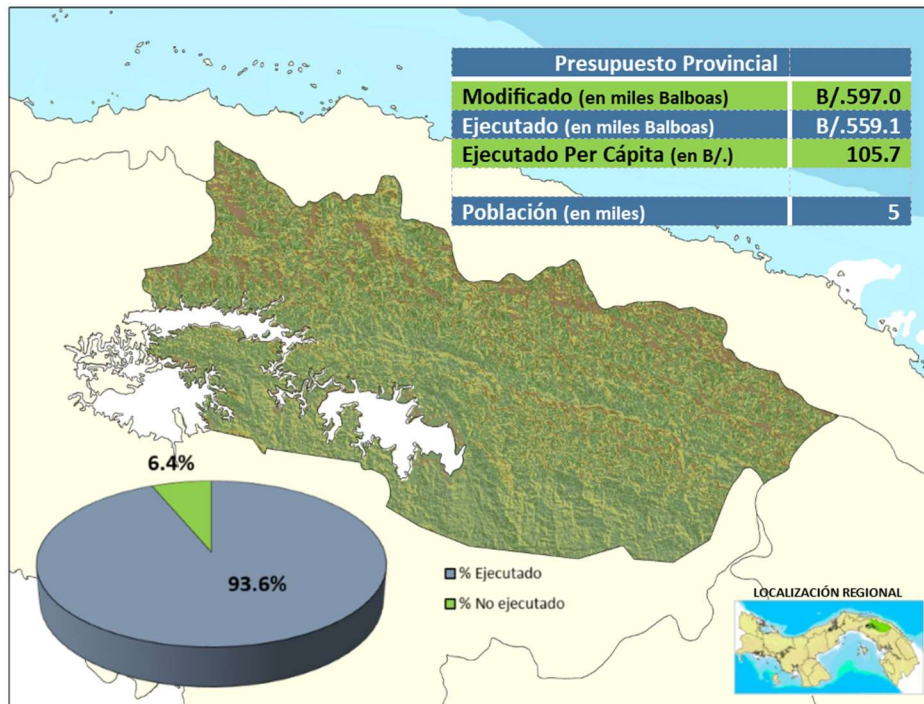 Presupuesto Provincial
Modificado (en miles Balboas) B/.597.0
Ejecutado (en miles Balboas) B/.559.1
Ejecutado Per Cápita (en B/.) 105.7
Población (en miles) 5
6.4%
93.6%
% Ejecutado
% No ejecutado
LOCALIZACIÓN REGIONAL